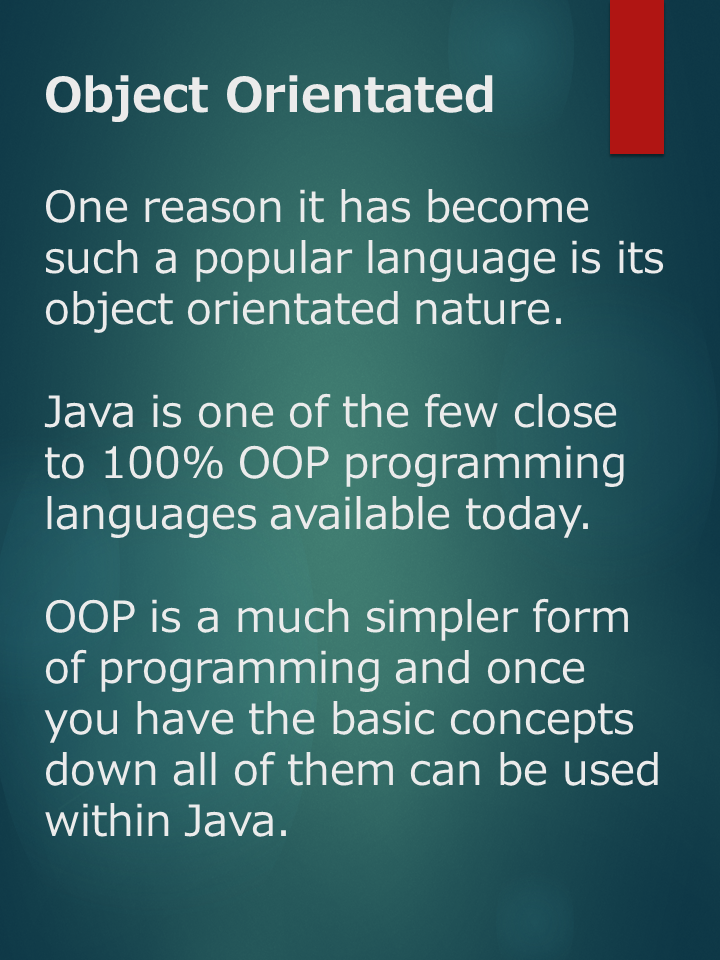 Object Orientated
One reason it has become
such a popular language is its
object orientated nature.
Java is one of the few close
to 100% OOP programming
languages available today.
OOP is a much simpler form
of programming and once
you have the basic concepts
down all of them can be used
within Java.